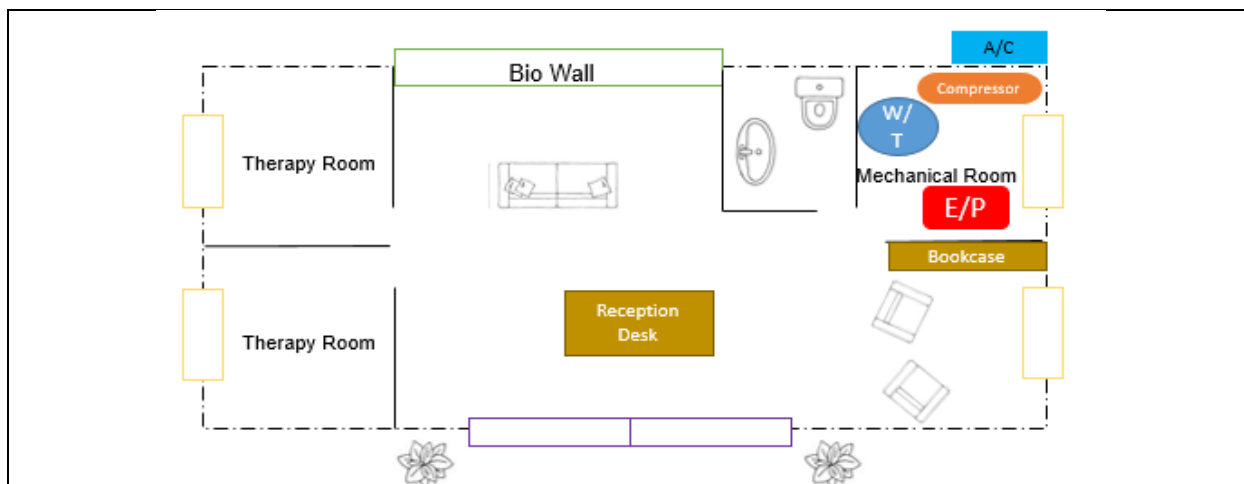 A/C
Bio Wall
Compressor
W/
T
Therapy Room
Mechanical Room
E/P
Bookcase
Reception
Desk
Therapy Room